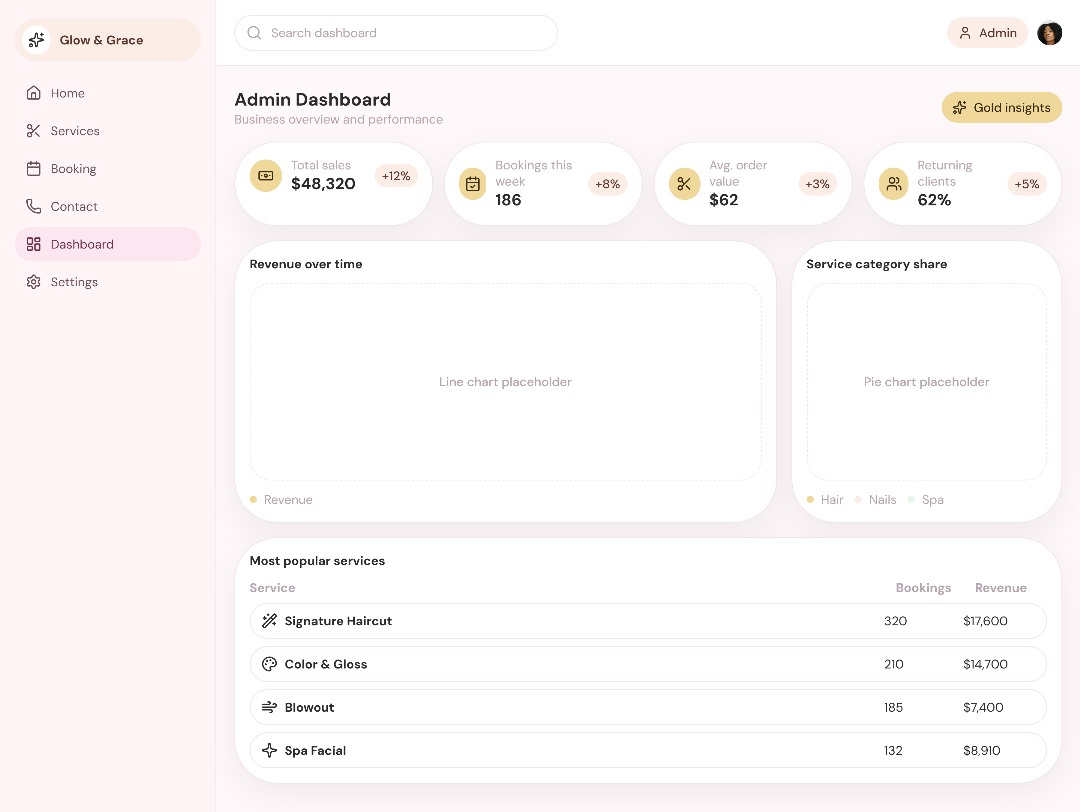 Glow & Grace
Home
Services
Booking
Contact
Dashboard
Settings
Search dashboard
Admin
Admin Dashboard
Business overview and performance
Gold insights
Total sales
$48,320
+12%
Bookings this
week
186
+8%
Avg. order
value
$62
+3%
Returning
clients
62%
+5%
Revenue over time
Line chart placeholder
Revenue
Service category share
Pie chart placeholder
Hair Nails Spa
Most popular services
Service Bookings Revenue
Signature Haircut 320 $17,600
Color & Gloss 210 $14,700
Blowout 185 $7,400
Spa Facial 132 $8,910